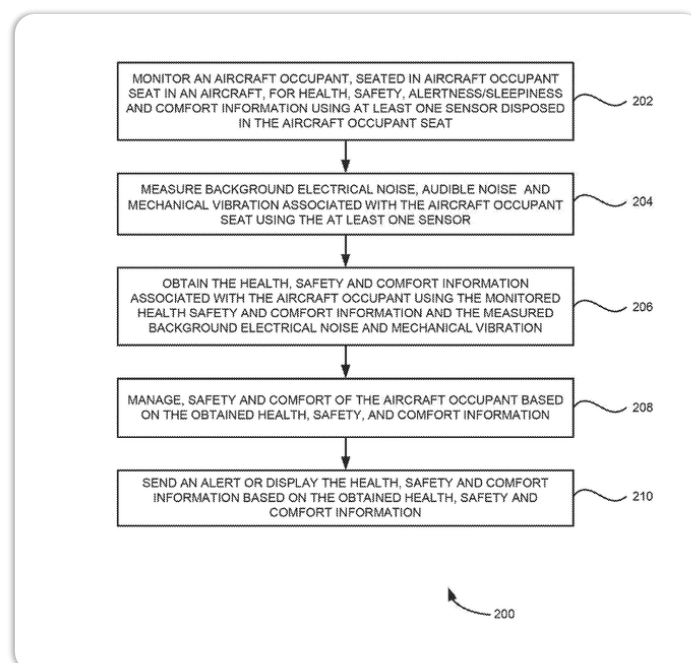 MONITOR AN AIRCRAFT OCCUPANT, SEATED IN AIRCRAFT OCCUPANT
SEAT IN AN AIRCRAFT, FOR HEALTH, SAFETY, ALERTNESS/SLEEPINESS
AND COMFORT INFORMATION USING AT LEAST ONE SENSOR DISPOSED
IN THE AIRCRAFT OCCUPANT SEAT
202
MEASURE BACKGROUND ELECTRICAL NOISE, AUDIBLE NOISE AND
MECHANICAL VIBRATION ASSOCIATED WITH THE AIRCRAFT OCCUPANT
SEAT USING THE AT LEAST ONE SENSOR
204
OBTAIN THE HEALTH, SAFETY AND COMFORT INFORMATION
ASSOCIATED WITH THE AIRCRAFT OCCUPANT USING THE MONITORED
HEALTH SAFETY AND COMFORT INFORMATION AND THE MEASURED
BACKGROUND ELECTRICAL NOISE AND MECHANICAL VIBRATION
206
MANAGE, SAFETY AND COMFORT OF THE AIRCRAFT OCCUPANT BASED
ON THE OBTAINED HEALTH, SAFETY, AND COMFORT INFORMATION
208
SEND AN ALERT OR DISPLAY THE HEALTH, SAFETY AND COMFORT
INFORMATION BASED ON THE OBTAINED HEALTH, SAFETY AND
COMFORT INFORMATION
210
200